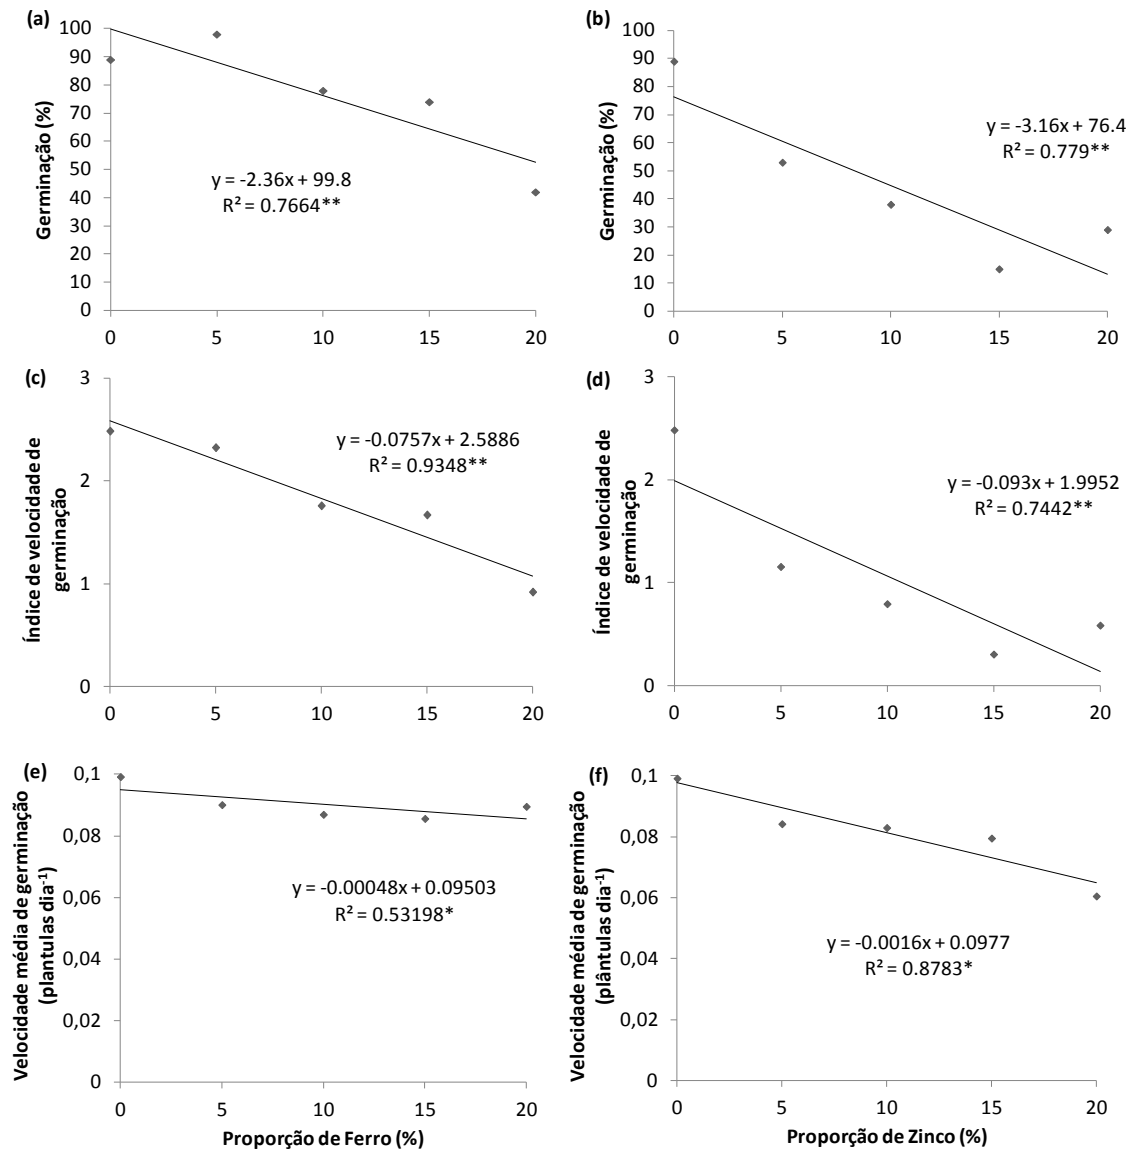 (a)
100
90
80
70
60
50
40
30
20
10
0
0 5 10 15 20
Germinação (%)
y = -2.36x + 99.8
R² = 0.7664**
(b)
100
90
80
70
60
50
40
30
20
10
0
0 5 10 15 20
Germinação (%)
y = -3.16x + 76.4
R² = 0.779**
(c)
3
2
1
0
0 5 10 15 20
Índice de velocidade de
germinação
y = -0.0757x + 2.5886
R² = 0.9348**
(d)
3
2
1
0
0 5 10 15 20
Índice de velocidade de
germinação
y = -0.093x + 1.9952
R² = 0.7442**
(e)
0,1
0,08
0,06
0,04
0,02
0
0 5 10 15 20
Velocidade média de germinação
(plantulas dia⁻¹)
y = -0.00048x + 0.09503
R² = 0.53198*
Proporção de Ferro (%)
(f)
0,1
0,08
0,06
0,04
0,02
0
0 5 10 15 20
Velocidade média de germinação
(plântulas dia⁻¹)
y = -0.0016x + 0.0977
R² = 0.8783*
Proporção de Zinco (%)